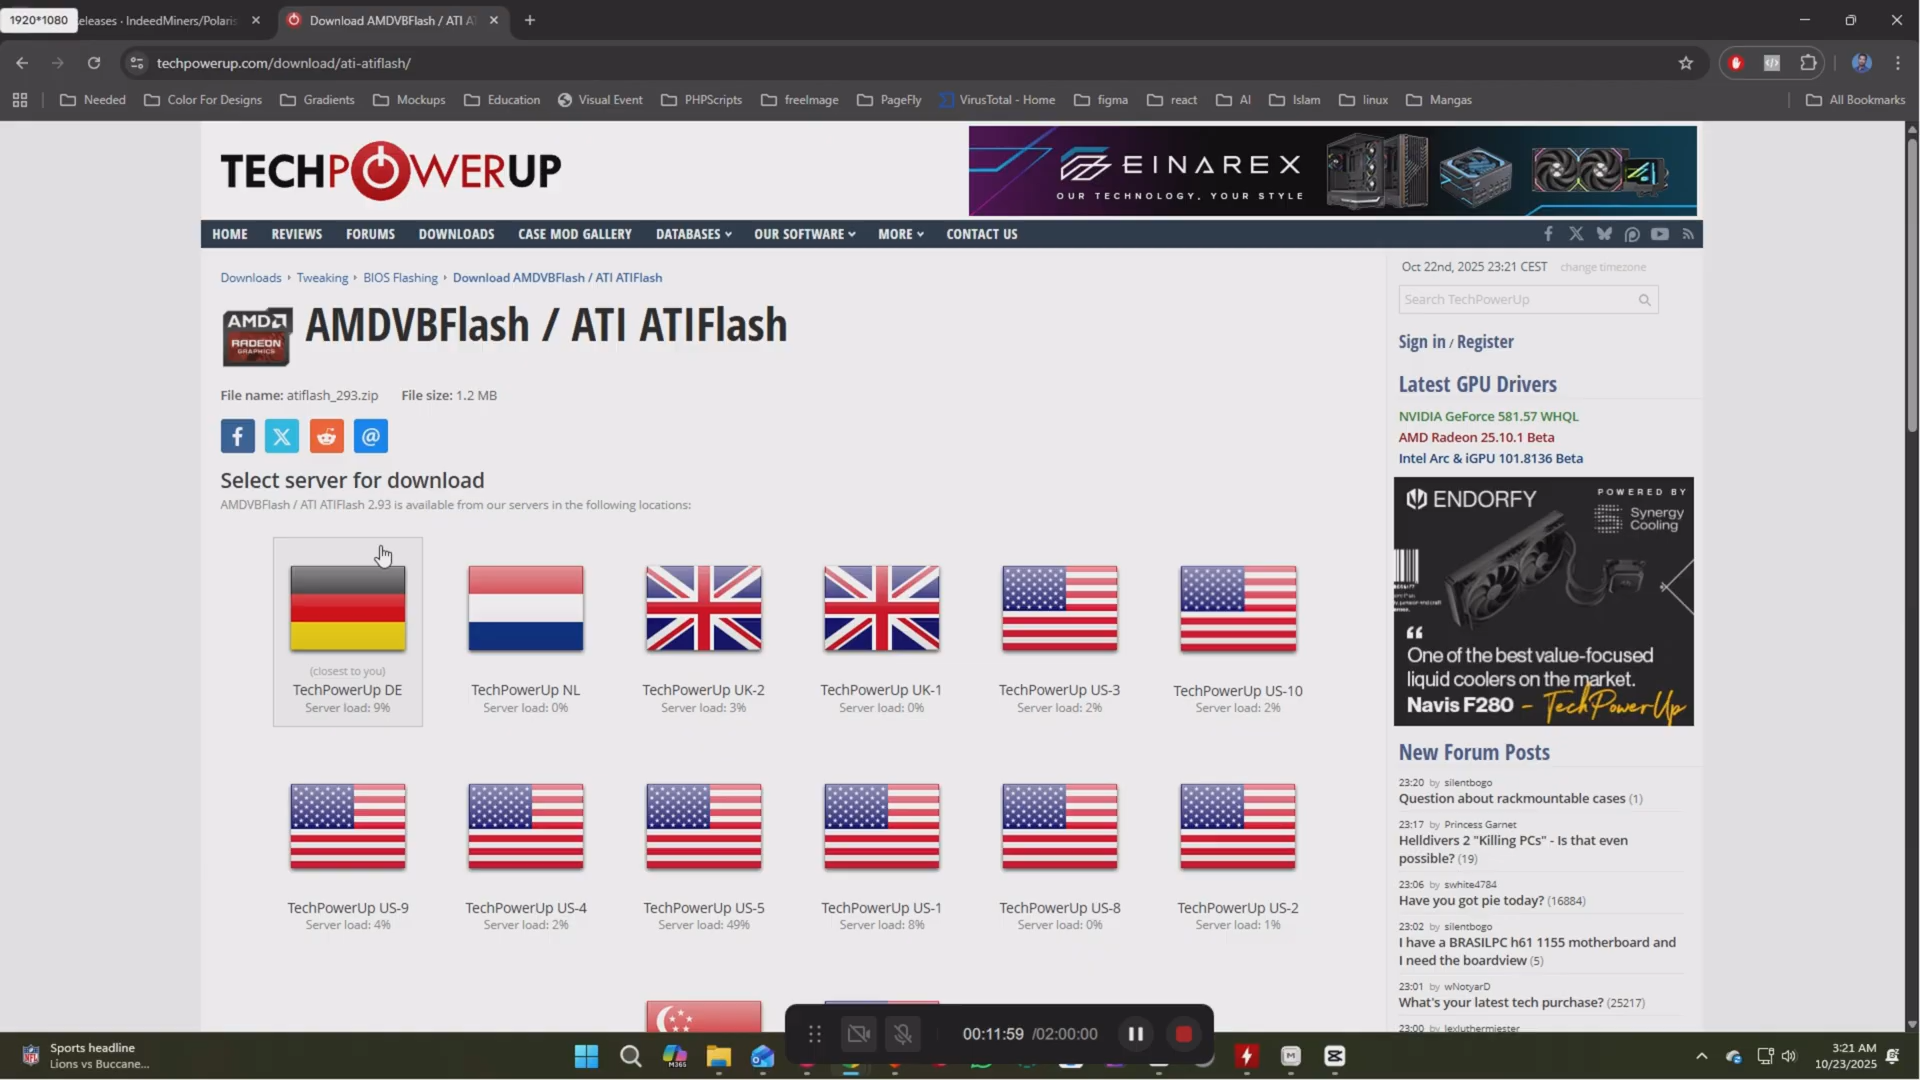 1920*1080
eleases · IndeedMiners/Polaris
Download AMDVBFlash / ATI A
techpowerup.com/download/ati-atiflash/
Needed
Color For Designs
Gradients
Mockups
Education
Visual Event
PHPScripts
freeImage
PageFly
VirusTotal - Home
figma
react
AI
Islam
linux
Mangas
All Bookmarks
TECHPOWERUP
EINAREX
OUR TECHNOLOGY, YOUR STYLE
HOME
REVIEWS
FORUMS
DOWNLOADS
CASE MOD GALLERY
DATABASES
OUR SOFTWARE
MORE
CONTACT US
Downloads
Tweaking
BIOS Flashing
Download AMDVBFlash / ATI ATIFlash
AMD
RADEON
GRAPHICS
AMDVBFlash / ATI ATIFlash
File name: atiflash_293.zip
File size: 1.2 MB
Select server for download
AMDVBFlash / ATI ATIFlash 2.93 is available from our servers in the following locations:
(closest to you)
TechPowerUp DE
Server load: 9%
TechPowerUp NL
Server load: 0%
TechPowerUp UK-2
Server load: 3%
TechPowerUp UK-1
Server load: 0%
TechPowerUp US-3
Server load: 2%
TechPowerUp US-10
Server load: 2%
TechPowerUp US-9
Server load: 4%
TechPowerUp US-4
Server load: 2%
TechPowerUp US-5
Server load: 49%
TechPowerUp US-1
Server load: 8%
TechPowerUp US-8
Server load: 0%
TechPowerUp US-2
Server load: 1%
Oct 22nd, 2025 23:21 CEST
change timezone
Search TechPowerUp
Sign in / Register
Latest GPU Drivers
NVIDIA GeForce 581.57 WHQL
AMD Radeon 25.10.1 Beta
Intel Arc & iGPU 101.8136 Beta
ENDORFY
POWERED BY
Synergy
Cooling
“
One of the best value-focused
liquid coolers on the market.
Navis F280 – TechPowerUp
New Forum Posts
23:20 by silentbogo
Question about rackmountable cases (1)
23:17 by Princess Garnet
Helldivers 2 "Killing PCs" - Is that even
possible? (19)
23:06 by swhite4784
Have you got pie today? (16884)
23:02 by silentbogo
I have a BRASILPC h61 1155 motherboard and
I need the boardview (5)
23:01 by wNotyarD
What's your latest tech purchase? (25217)
23:00 by lexluthermiester
00:11:59 /02:00:00
Sports headline
Lions vs Buccane...
M365
3:21 AM
10/23/2025